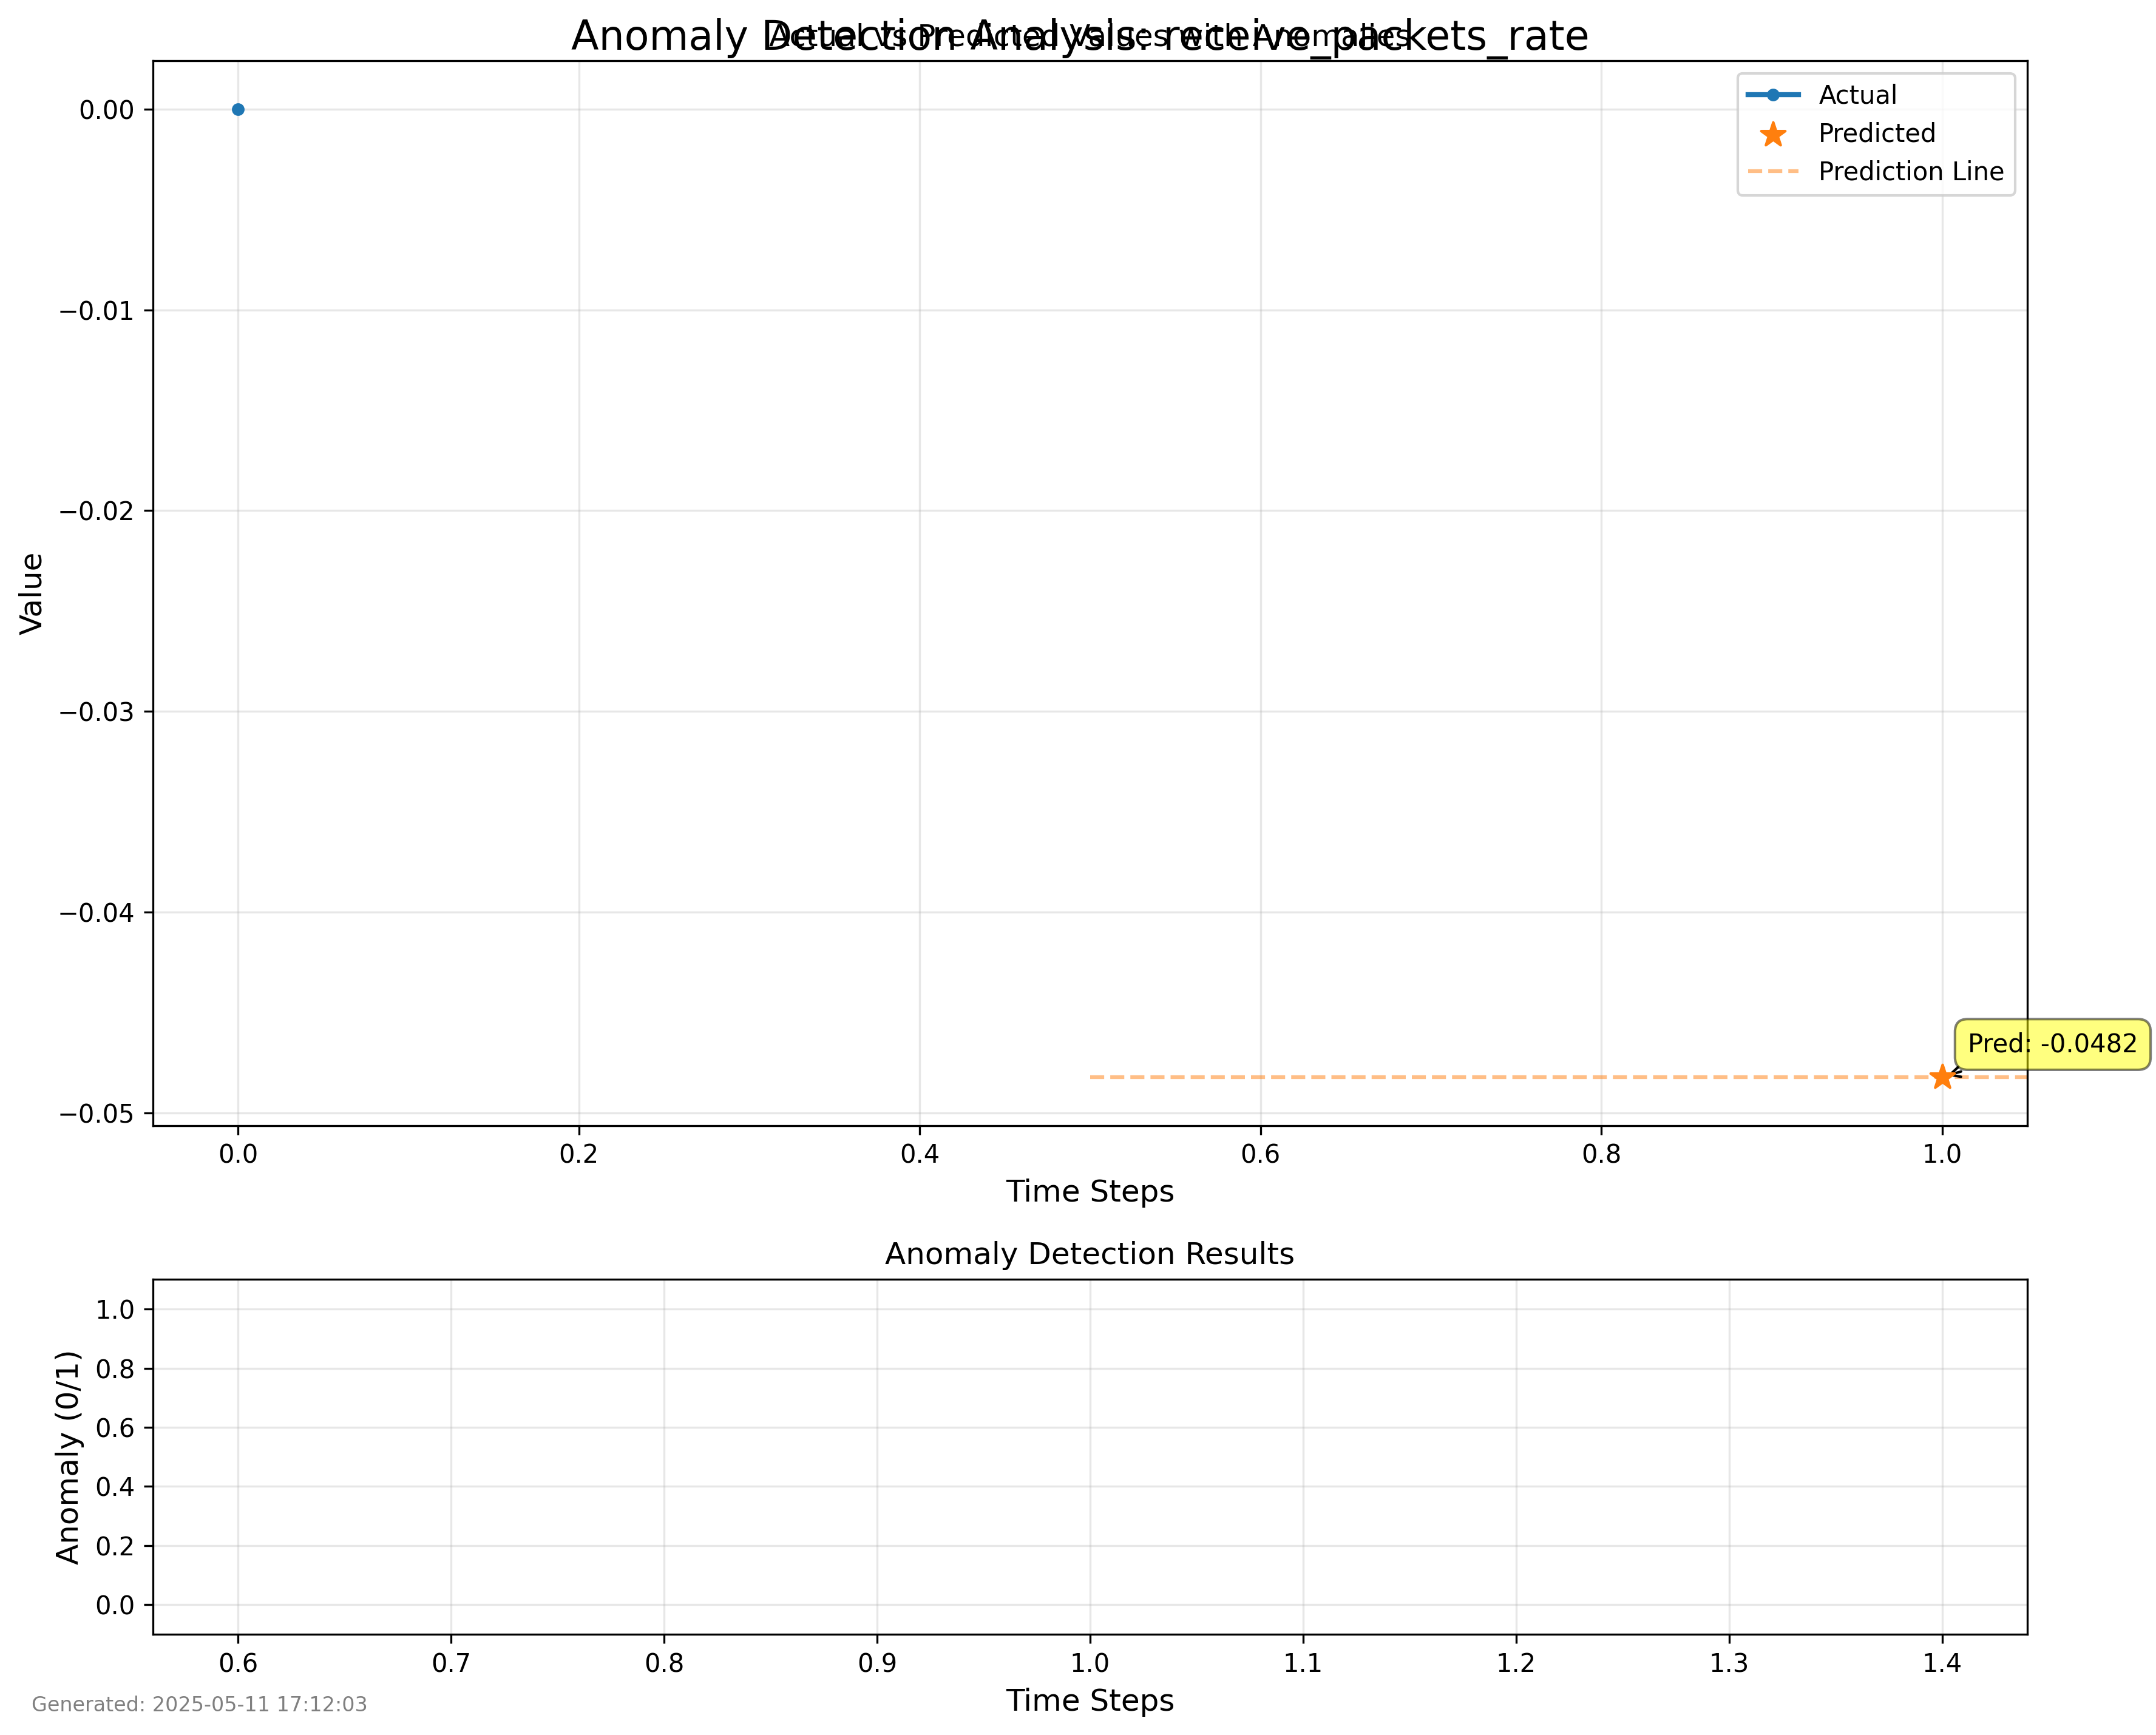 Anomaly Detection Analysis: receive_packets_rate
Actual vs Predicted Values with Anomalies
Actual
Predicted
Prediction Line
Value
0.00
−0.01
−0.02
−0.03
−0.04
−0.05
Pred: -0.0482
0.0 0.2 0.4 0.6 0.8 1.0
Time Steps
Anomaly Detection Results
Anomaly (0/1)
1.0
0.8
0.6
0.4
0.2
0.0
0.6 0.7 0.8 0.9 1.0 1.1 1.2 1.3 1.4
Time Steps
Generated: 2025-05-11 17:12:03